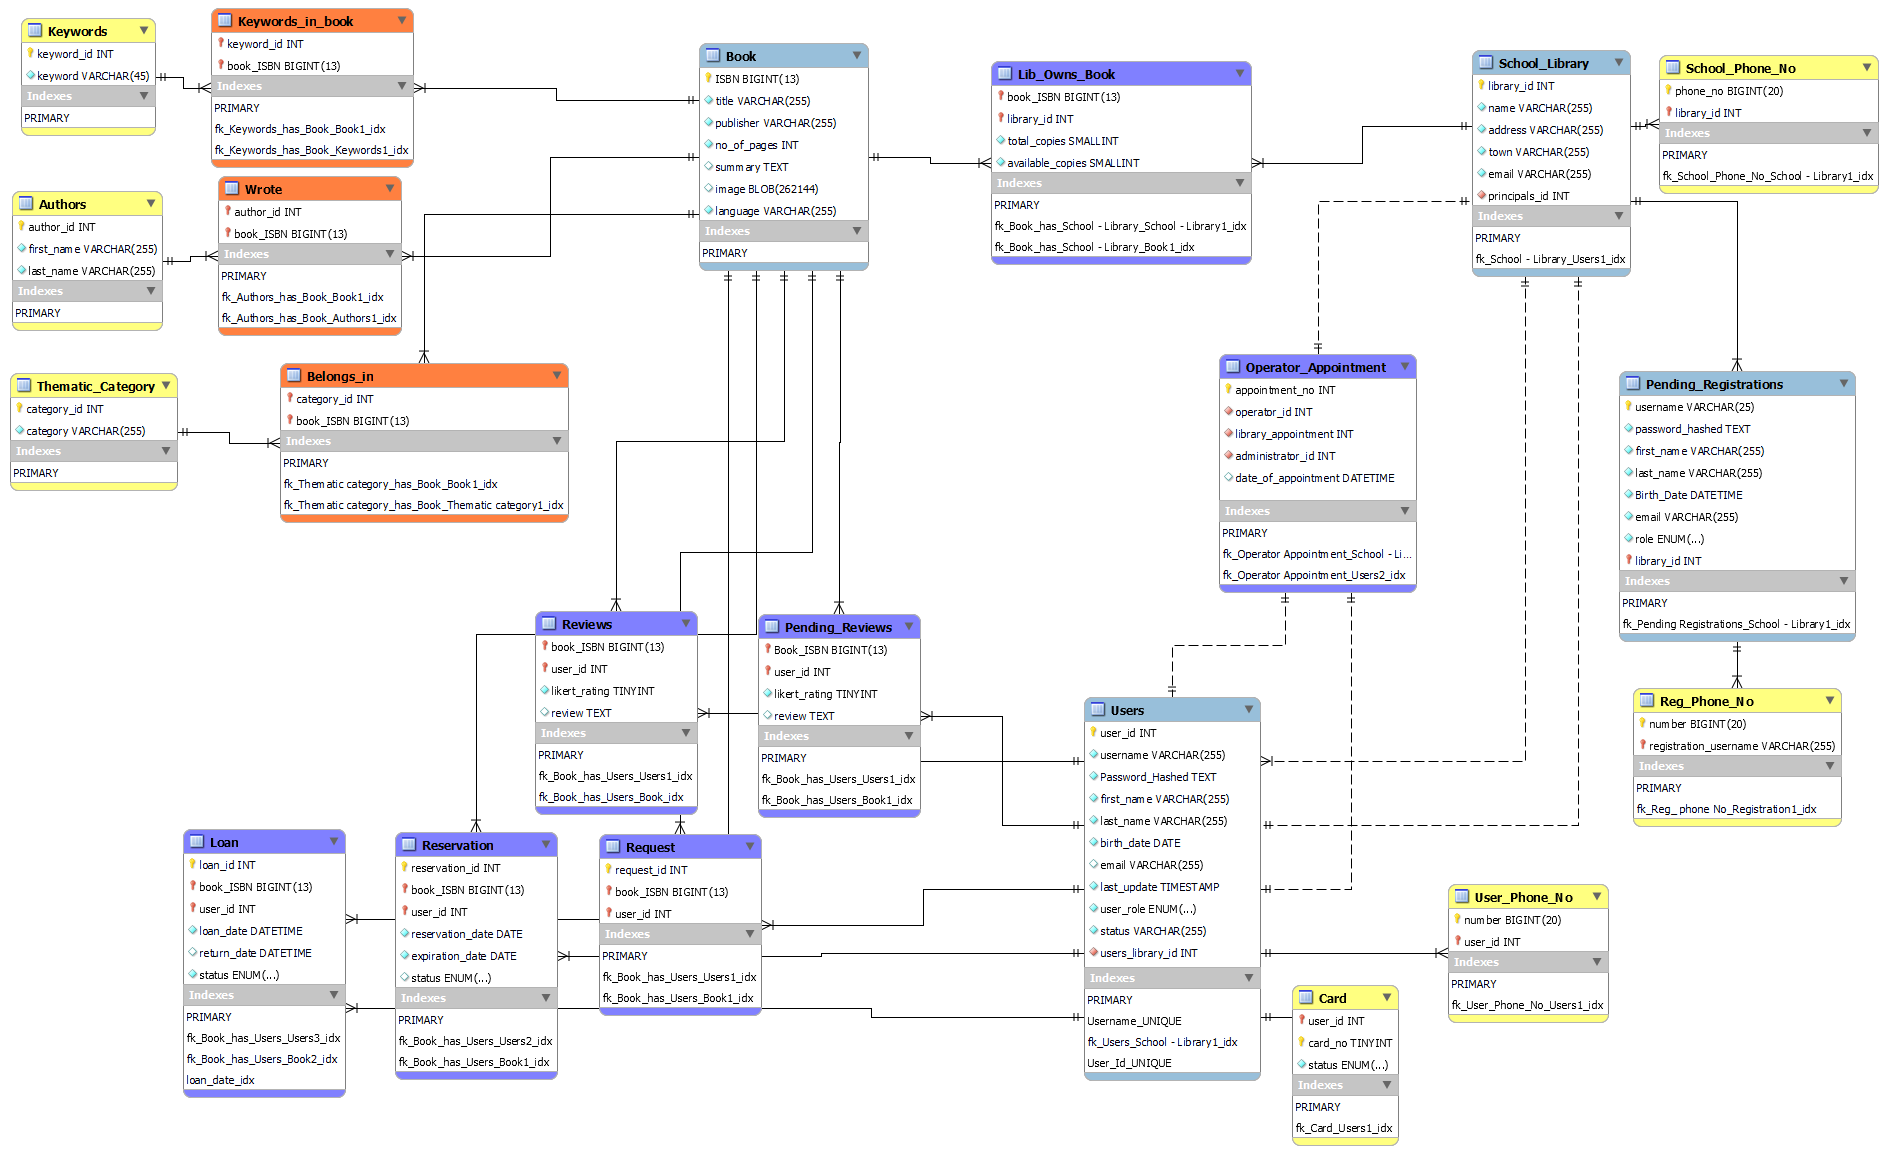 Keywords
keyword_id INT
keyword VARCHAR(45)
Indexes
PRIMARY
Keywords_in_book
keyword_id INT
book_ISBN BIGINT(13)
Indexes
PRIMARY
fk_Keywords_has_Book_Book1_idx
fk_Keywords_has_Book_Keywords1_idx
Book
ISBN BIGINT(13)
title VARCHAR(255)
publisher VARCHAR(255)
no_of_pages INT
summary TEXT
image BLOB(262144)
language VARCHAR(255)
Indexes
PRIMARY
Lib_Owns_Book
book_ISBN BIGINT(13)
library_id INT
total_copies SMALLINT
available_copies SMALLINT
Indexes
PRIMARY
fk_Book_has_School - Library_School - Library1_idx
fk_Book_has_School - Library_Book1_idx
School_Library
library_id INT
name VARCHAR(255)
address VARCHAR(255)
town VARCHAR(255)
email VARCHAR(255)
principals_id INT
Indexes
PRIMARY
fk_School - Library_Users1_idx
School_Phone_No
phone_no BIGINT(20)
library_id INT
Indexes
PRIMARY
fk_School_Phone_No_School - Library1_idx
Authors
author_id INT
first_name VARCHAR(255)
last_name VARCHAR(255)
Indexes
PRIMARY
Wrote
author_id INT
book_ISBN BIGINT(13)
Indexes
PRIMARY
fk_Authors_has_Book_Book1_idx
fk_Authors_has_Book_Authors1_idx
Thematic_Category
category_id INT
category VARCHAR(255)
Indexes
PRIMARY
Belongs_in
category_id INT
book_ISBN BIGINT(13)
Indexes
PRIMARY
fk_Thematic category_has_Book_Book1_idx
fk_Thematic category_has_Book_Thematic category1_idx
Operator_Appointment
appointment_no INT
operator_id INT
library_appointment INT
administrator_id INT
date_of_appointment DATETIME
Indexes
PRIMARY
fk_Operator Appointment_School - Li...
fk_Operator Appointment_Users2_idx
Pending_Registrations
username VARCHAR(25)
password_hashed TEXT
first_name VARCHAR(255)
last_name VARCHAR(255)
Birth_Date DATETIME
email VARCHAR(255)
role ENUM(...)
library_id INT
Indexes
PRIMARY
fk_Pending Registrations_School - Library1_idx
Reviews
book_ISBN BIGINT(13)
user_id INT
likert_rating TINYINT
review TEXT
Indexes
PRIMARY
fk_Book_has_Users_Users1_idx
fk_Book_has_Users_Book_idx
Pending_Reviews
Book_ISBN BIGINT(13)
user_id INT
likert_rating TINYINT
review TEXT
Indexes
PRIMARY
fk_Book_has_Users_Users1_idx
fk_Book_has_Users_Book1_idx
Users
user_id INT
username VARCHAR(255)
Password_Hashed TEXT
first_name VARCHAR(255)
last_name VARCHAR(255)
birth_date DATE
email VARCHAR(255)
last_update TIMESTAMP
user_role ENUM(...)
status VARCHAR(255)
users_library_id INT
Indexes
PRIMARY
Username_UNIQUE
fk_Users_School - Library1_idx
User_Id_UNIQUE
Reg_Phone_No
number BIGINT(20)
registration_username VARCHAR(255)
Indexes
PRIMARY
fk_Reg_ phone No_Registration1_idx
Loan
loan_id INT
book_ISBN BIGINT(13)
user_id INT
loan_date DATETIME
return_date DATETIME
status ENUM(...)
Indexes
PRIMARY
fk_Book_has_Users_Users3_idx
fk_Book_has_Users_Book2_idx
loan_date_idx
Reservation
reservation_id INT
book_ISBN BIGINT(13)
user_id INT
reservation_date DATE
expiration_date DATE
status ENUM(...)
Indexes
PRIMARY
fk_Book_has_Users_Users2_idx
fk_Book_has_Users_Book1_idx
Request
request_id INT
book_ISBN BIGINT(13)
user_id INT
Indexes
PRIMARY
fk_Book_has_Users_Users1_idx
fk_Book_has_Users_Book1_idx
User_Phone_No
number BIGINT(20)
user_id INT
Indexes
PRIMARY
fk_User_Phone_No_Users1_idx
Card
user_id INT
card_no TINYINT
status ENUM(...)
Indexes
PRIMARY
fk_Card_Users1_idx